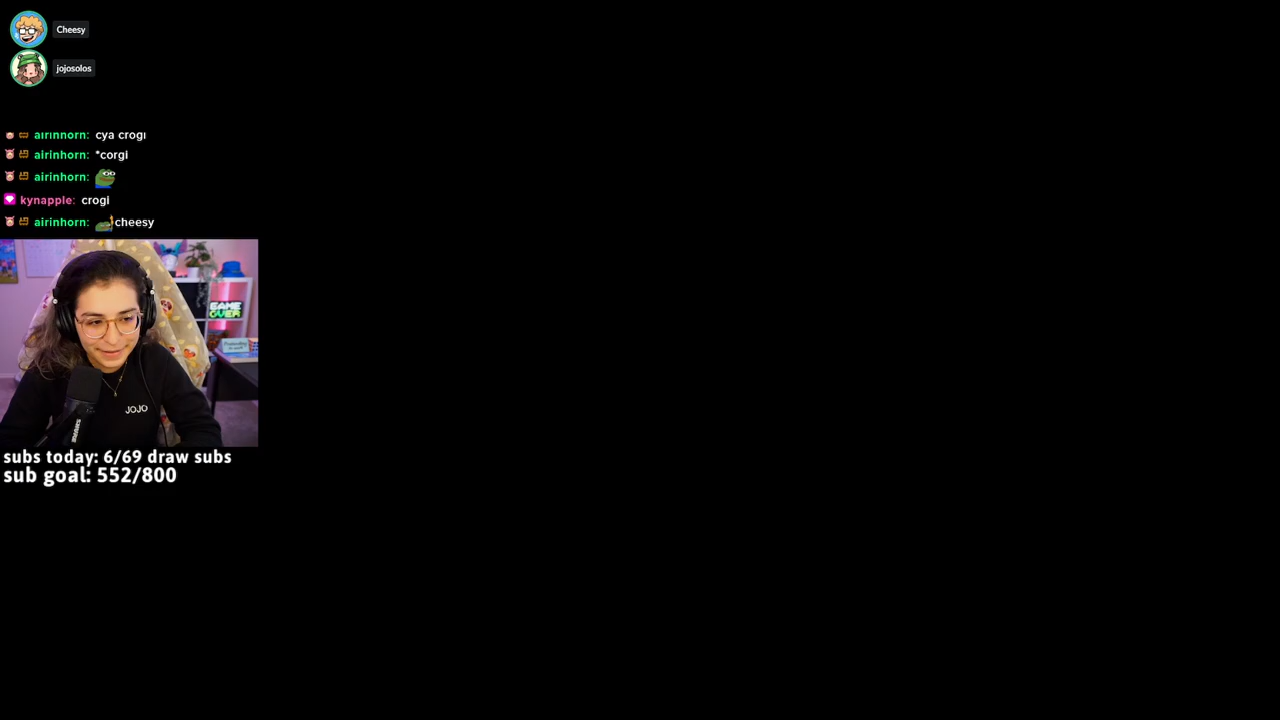 Cheesy
jojosolos
airinhorn: cya crogi
airinhorn: *corgi
airinhorn:
kynapple: crogi
airinhorn: cheesy
GAME
OVER
JOJO
SHURE
subs today: 6/69 draw subs
sub goal: 552/800